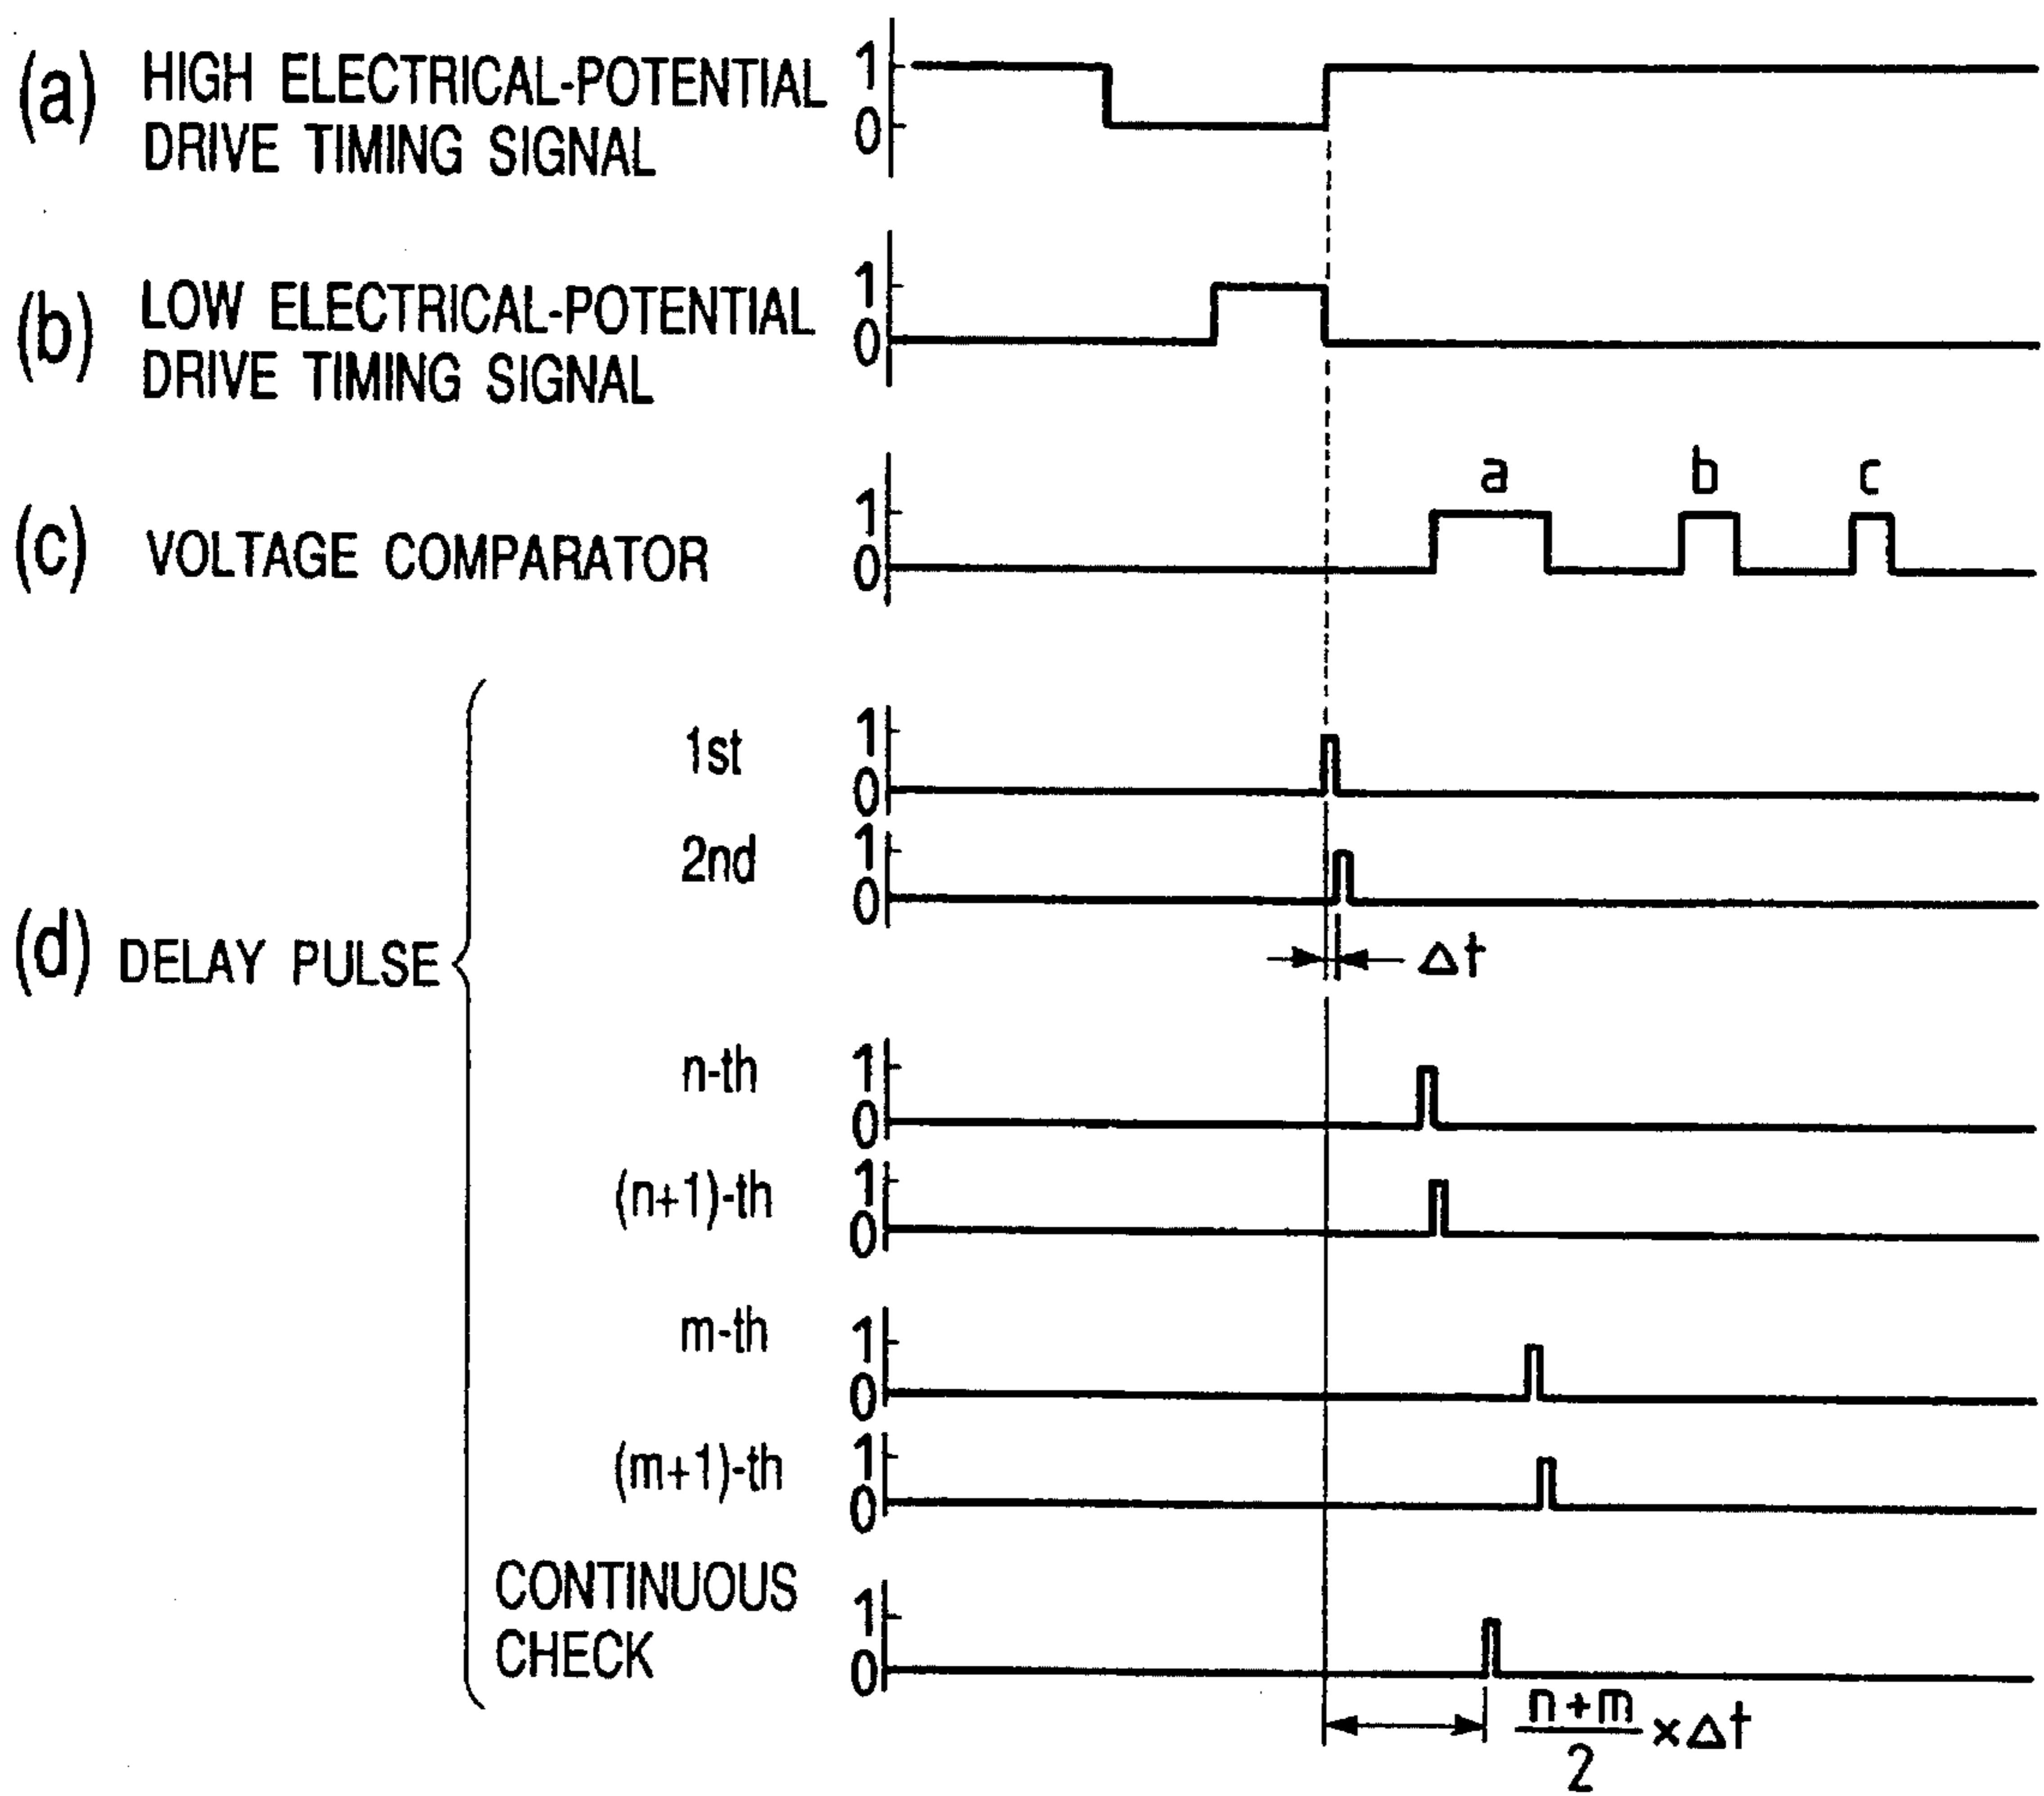 (a) HIGH ELECTRICAL-POTENTIAL
DRIVE TIMING SIGNAL
1
0
(b) LOW ELECTRICAL-POTENTIAL
DRIVE TIMING SIGNAL
1
0
(c) VOLTAGE COMPARATOR
1
0
a b c
(d) DELAY PULSE
1st
1
0
2nd
1
0
Δt
n-th
1
0
(n+1)-th
1
0
m-th
1
0
(m+1)-th
1
0
CONTINUOUS
CHECK
1
0
n+m
2
×Δt